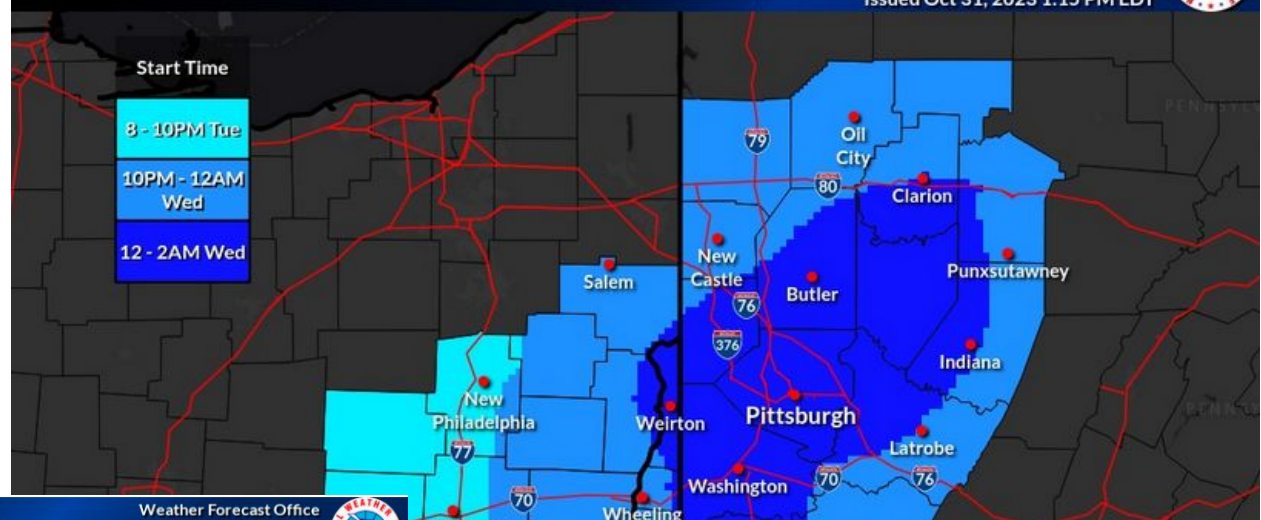 Issued Oct 31, 2023 1:15 PM EDT
Start Time
8 - 10PM Tue
10PM - 12AM
Wed
12 - 2AM Wed
PENNSYLV
79
Oil
City
80
Clarion
New
Castle
Salem
Punxsutawney
Butler
76
376
Indiana
New
Philadelphia
Weirton
Pittsburgh
77
Latrobe
Washington
70
76
70
Wheeling
Weather Forecast Office
WEATHER